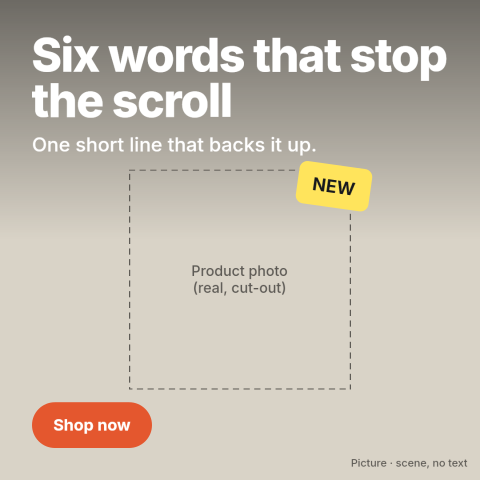 Six words that stop
the scroll
One short line that backs it up.
NEW
Product photo
(real, cut-out)
Shop now
Picture · scene, no text